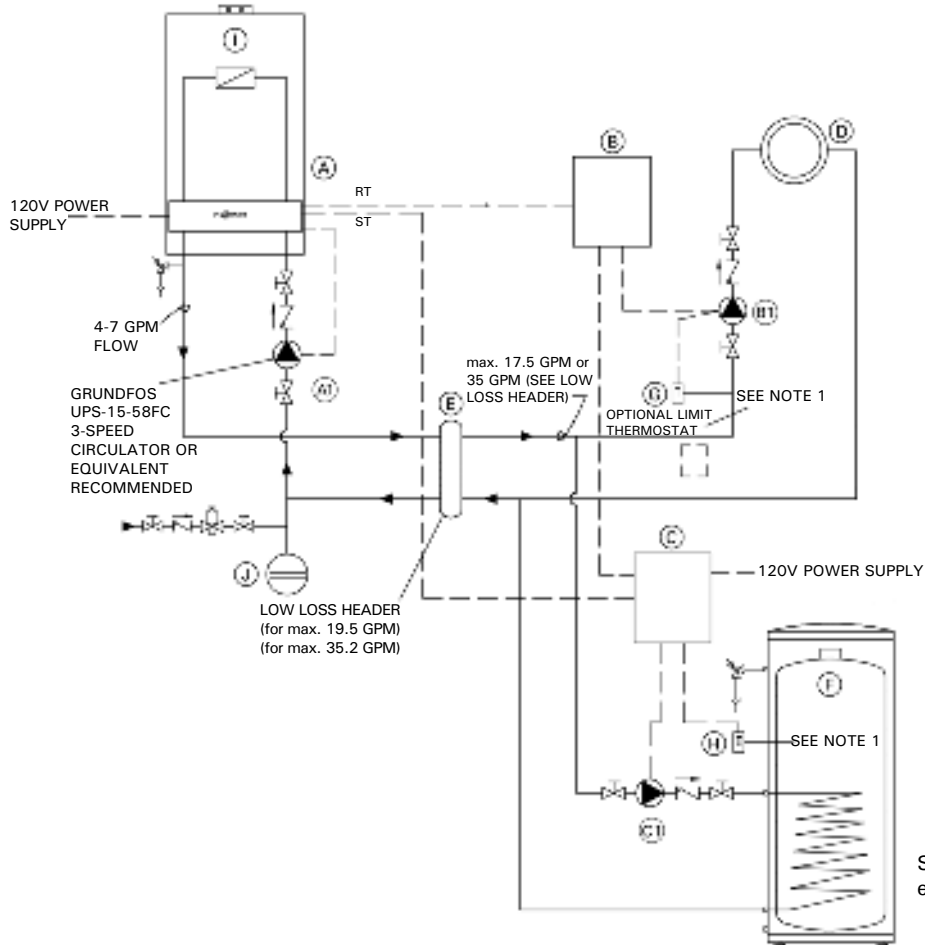 I
D
B
A
RT
120V POWER
SUPPLY
ST
B1
4-7 GPM
FLOW
max. 17.5 GPM or
35 GPM (SEE LOW
LOSS HEADER)
E
G
SEE NOTE 1
OPTIONAL LIMIT
THERMOSTAT
A1
GRUNDFOS
UPS-15-58FC
3-SPEED
CIRCULATOR OR
EQUIVALENT
RECOMMENDED
C
120V POWER SUPPLY
J
LOW LOSS HEADER
(for max. 19.5 GPM)
(for max. 35.2 GPM)
F
H
SEE NOTE 1
C1
S
e